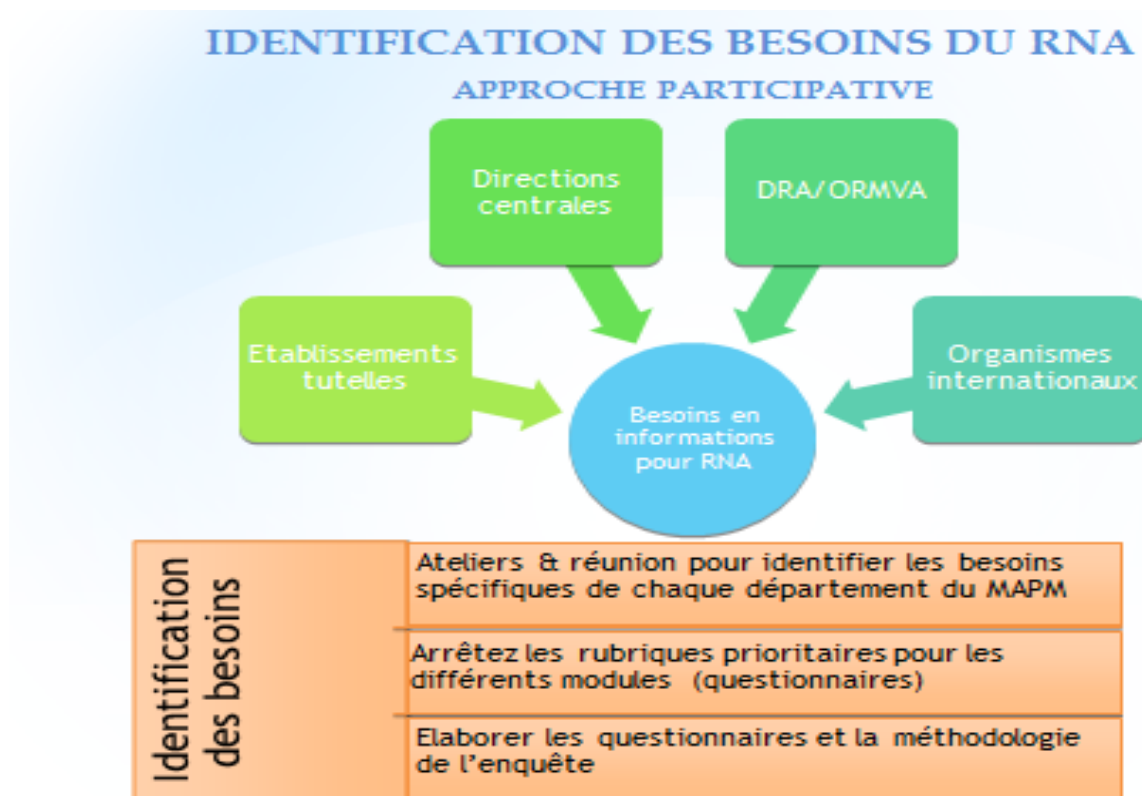 IDENTIFICATION DES BESOINS DU RNA
APPROCHE PARTICIPATIVE
Directions
centrales
DRA/ORMVA
Etablissements
tutelles
Organismes
internationaux
Besoins en
informations
pour RNA
Identification
des besoins
Ateliers & réunion pour identifier les besoins
spécifiques de chaque département du MAPM
Arrêtez les rubriques prioritaires pour les
différents modules (questionnaires)
Elaborer les questionnaires et la méthodologie
de l'enquête